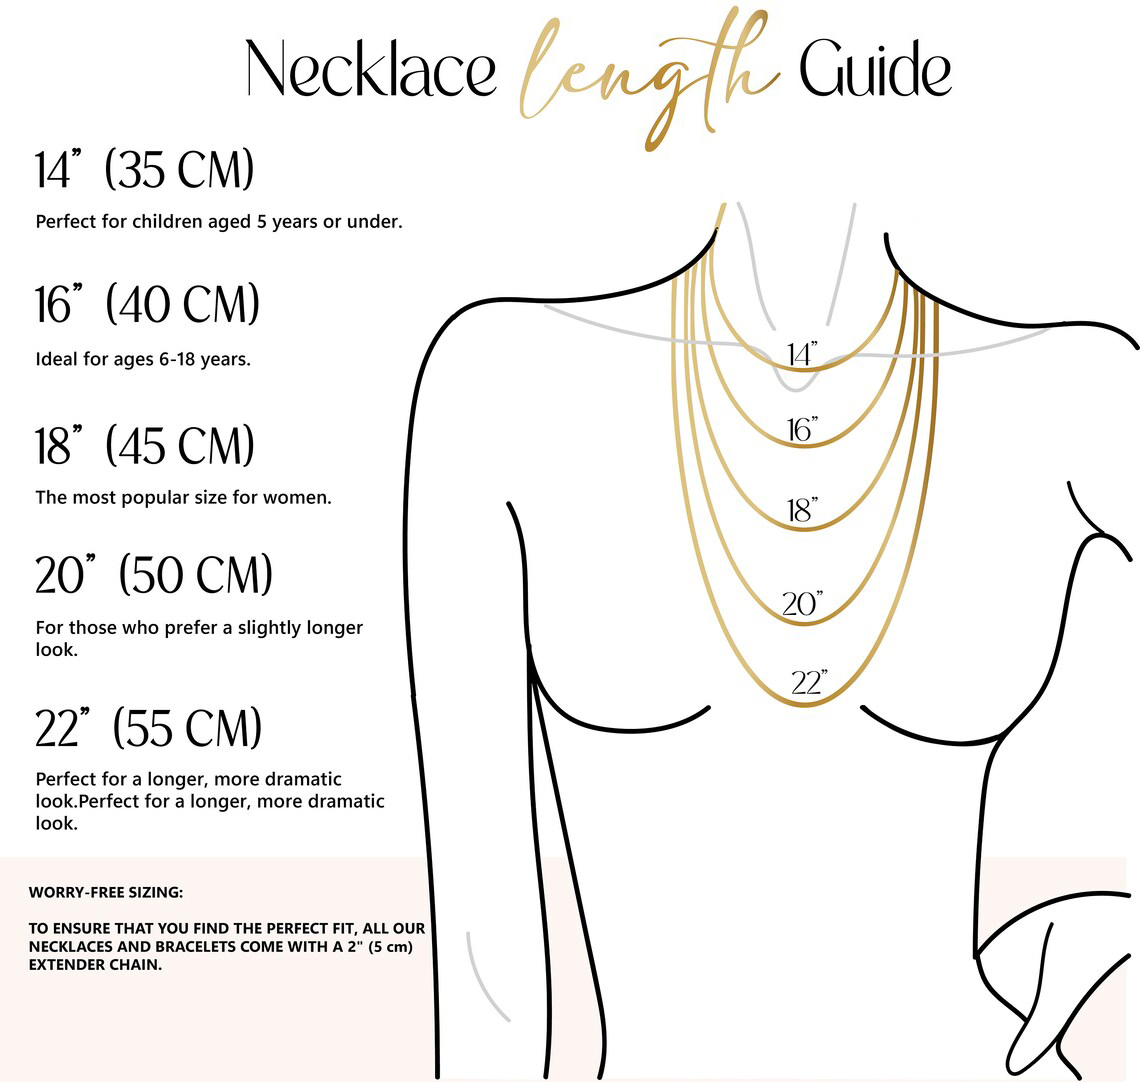 Necklace length Guide
14” (35 CM)
Perfect for children aged 5 years or under.
16” (40 CM)
Ideal for ages 6-18 years.
18” (45 CM)
The most popular size for women.
20” (50 CM)
For those who prefer a slightly longer
look.
22” (55 CM)
Perfect for a longer, more dramatic
look.Perfect for a longer, more dramatic
look.
WORRY-FREE SIZING:
TO ENSURE THAT YOU FIND THE PERFECT FIT, ALL OUR
NECKLACES AND BRACELETS COME WITH A 2" (5 cm)
EXTENDER CHAIN.
14”
16”
18”
20”
22”